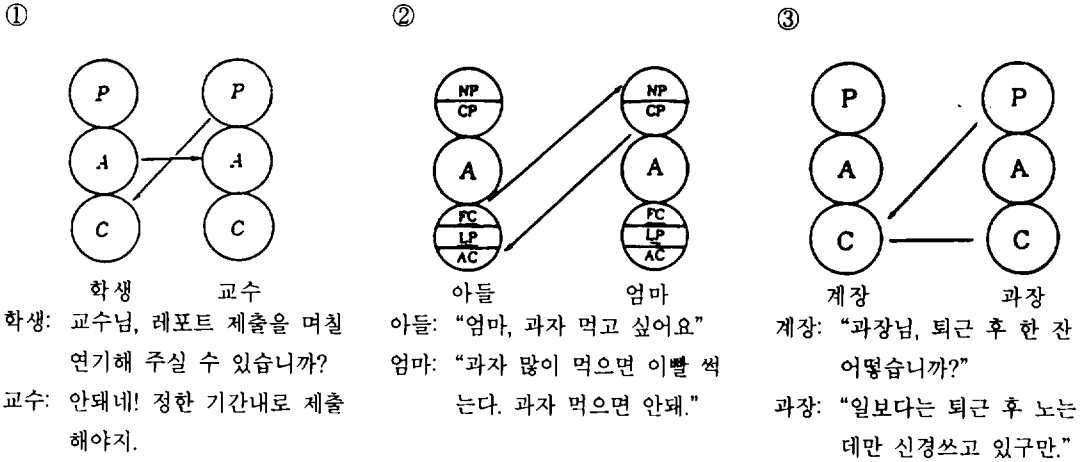 ①
P
A
C
P
A
C
학생
교수
학생: 교수님, 레포트 제출을 며칠
연기해 주실 수 있습니까?
교수: 안돼네! 정한 기간내로 제출
해야지.
②
NP
CP
A
FC
LP
AC
NP
CP
A
FC
LP
AC
아들
엄마
아들: “엄마, 과자 먹고 싶어요”
엄마: “과자 많이 먹으면 이빨 썩
는다. 과자 먹으면 안돼.”
③
P
A
C
P
A
C
계장
과장
계장: “과장님, 퇴근 후 한 잔
어떻습니까?”
과장: “일보다는 퇴근 후 노는
데만 신경쓰고 있구만.”